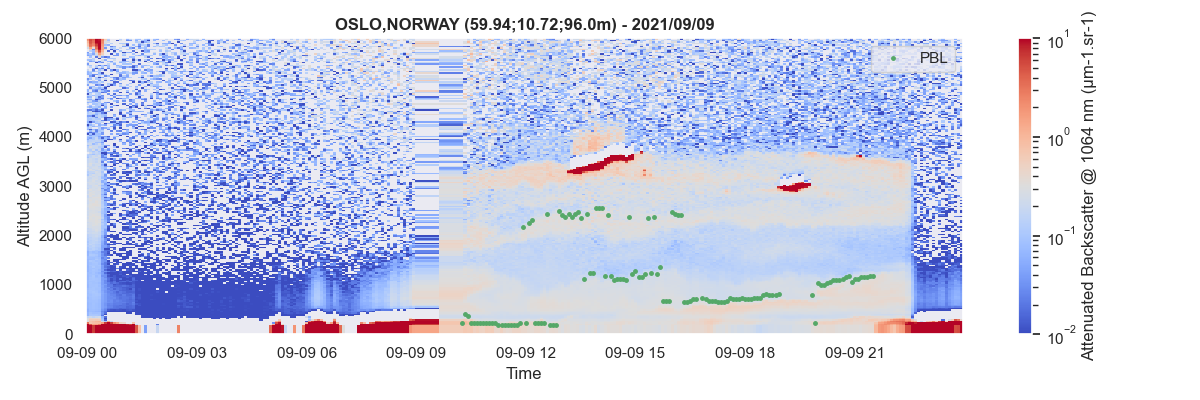 OSLO,NORWAY (59.94;10.72;96.0m) - 2021/09/09
6000
5000
4000
3000
2000
1000
0
Altitude AGL (m)
PBL
09-09 00 09-09 03 09-09 06 09-09 09 09-09 12 09-09 15 09-09 18 09-09 21
Time
10¹
10⁰
10⁻¹
10⁻²
Attenuated Backscatter @ 1064 nm (µm-1.sr-1)